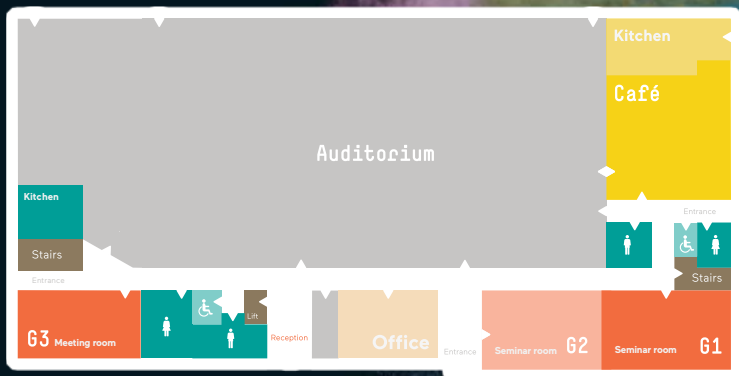 Kitchen
Café
Auditorium
Kitchen
Stairs
Entrance
Entrance
Stairs
G3 Meeting room
Lift
Reception
Office
Entrance
Seminar room G2
Seminar room G1